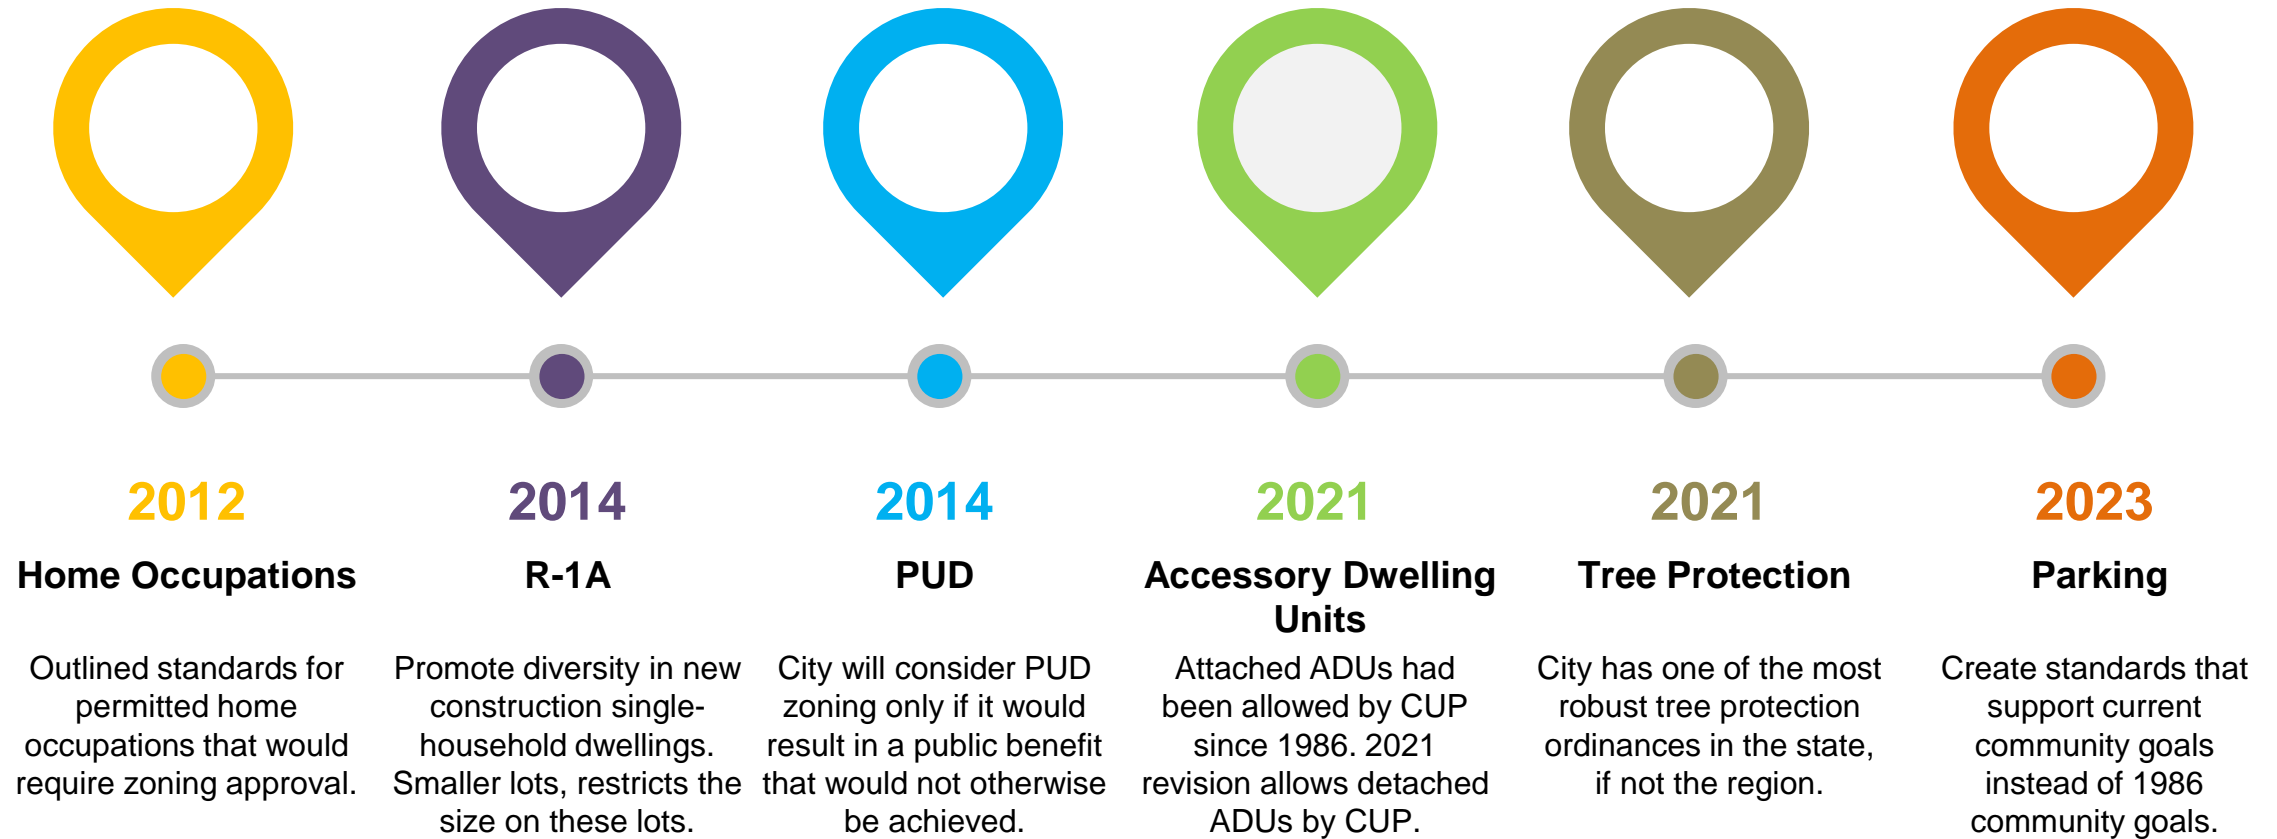 2012
Home Occupations
Outlined standards for
permitted home
occupations that would
require zoning approval.
2014
R-1A
Promote diversity in new
construction single-
household dwellings.
Smaller lots, restricts the
size on these lots.
2014
PUD
City will consider PUD
zoning only if it would
result in a public benefit
that would not otherwise
be achieved.
2021
Accessory Dwelling
Units
Attached ADUs had
been allowed by CUP
since 1986. 2021
revision allows detached
ADUs by CUP.
2021
Tree Protection
City has one of the most
robust tree protection
ordinances in the state,
if not the region.
2023
Parking
Create standards that
support current
community goals
instead of 1986
community goals.